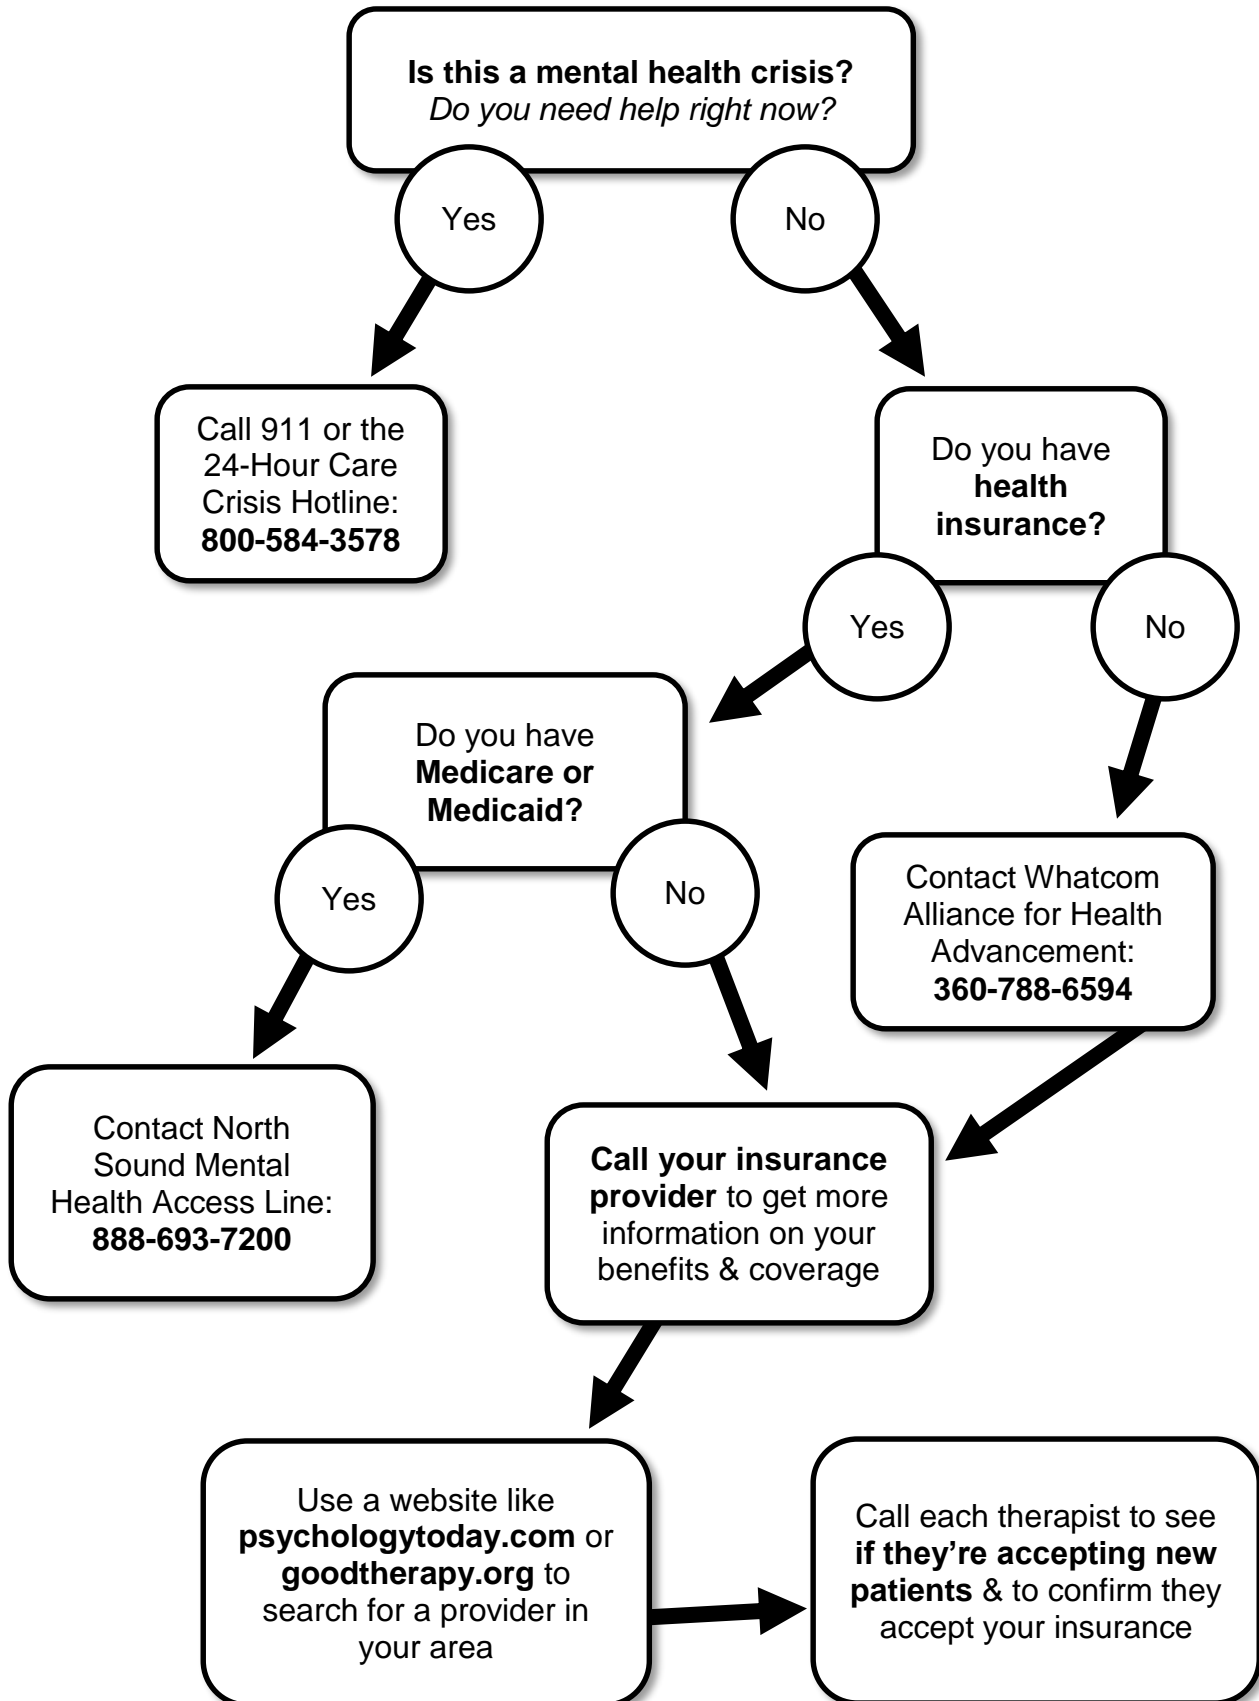 Is this a mental health crisis?
Do you need help right now?
Yes
No
Call 911 or the
24-Hour Care
Crisis Hotline:
800-584-3578
Do you have
health
insurance?
Yes
No
Do you have
Medicare or
Medicaid?
Yes
No
Contact Whatcom
Alliance for Health
Advancement:
360-788-6594
Contact North
Sound Mental
Health Access Line:
888-693-7200
Call your insurance
provider to get more
information on your
benefits & coverage
Use a website like
psychologytoday.com or
goodtherapy.org to
search for a provider in
your area
Call each therapist to see
if they’re accepting new
patients & to confirm they
accept your insurance